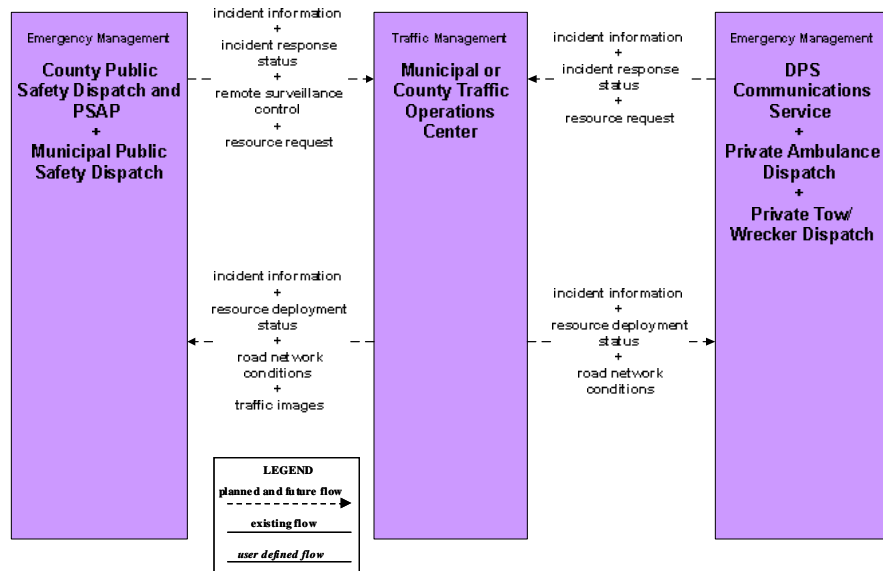 Emergency Management
County Public
Safety Dispatch and
PSAP
+
Municipal Public
Safety Dispatch
incident information
+
incident response
status
+
remote surveillance
control
+
resource request
Traffic Management
Municipal or
County Traffic
Operations
Center
incident information
+
incident response
status
+
resource request
Emergency Management
DPS
Communications
Service
+
Private Ambulance
Dispatch
+
Private Tow/
Wrecker Dispatch
incident information
+
resource deployment
status
+
road network
conditions
+
traffic images
incident information
+
resource deployment
status
+
road network
conditions
LEGEND
planned and future flow
existing flow
user defined flow